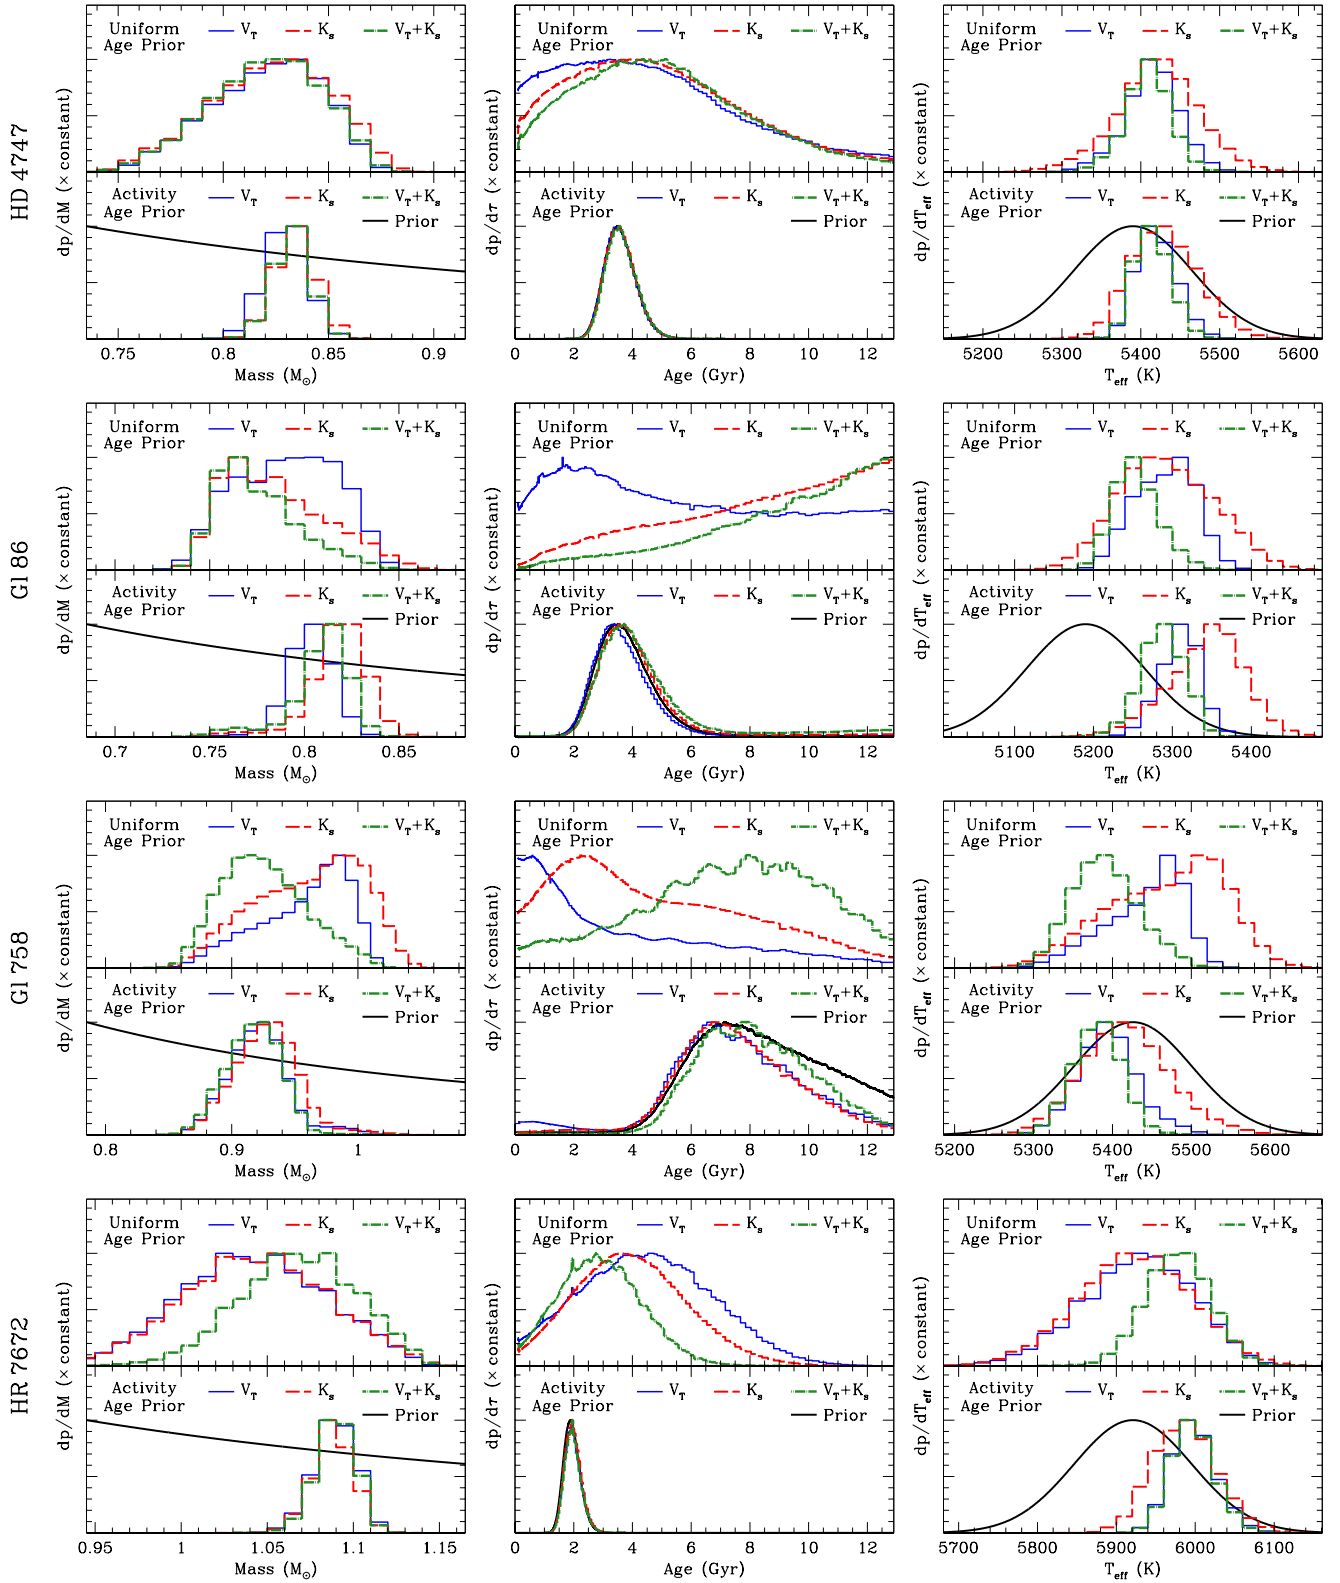 HD 4747
Uniform Age Prior V_T K_s V_T+K_s
Uniform Age Prior V_T K_s V_T+K_s
Uniform Age Prior V_T K_s V_T+K_s
Activity Age Prior V_T K_s V_T+K_s Prior
Activity Age Prior V_T K_s V_T+K_s Prior
Activity Age Prior V_T K_s V_T+K_s Prior
dp/dM (× constant)
dp/dτ (× constant)
dp/dT_eff (× constant)
0.75 0.8 0.85 0.9
0 2 4 6 8 10 12
5200 5300 5400 5500 5600
Mass (M_⊙)
Age (Gyr)
T_eff (K)
Gl 86
Uniform Age Prior V_T K_s V_T+K_s
Uniform Age Prior V_T K_s V_T+K_s
Uniform Age Prior V_T K_s V_T+K_s
Activity Age Prior V_T K_s V_T+K_s Prior
Activity Age Prior V_T K_s V_T+K_s Prior
Activity Age Prior V_T K_s V_T+K_s Prior
dp/dM (× constant)
dp/dτ (× constant)
dp/dT_eff (× constant)
0.7 0.75 0.8 0.85
0 2 4 6 8 10 12
5100 5200 5300 5400
Mass (M_⊙)
Age (Gyr)
T_eff (K)
Gl 758
Uniform Age Prior V_T K_s V_T+K_s
Uniform Age Prior V_T K_s V_T+K_s
Uniform Age Prior V_T K_s V_T+K_s
Activity Age Prior V_T K_s V_T+K_s Prior
Activity Age Prior V_T K_s V_T+K_s Prior
Activity Age Prior V_T K_s V_T+K_s Prior
dp/dM (× constant)
dp/dτ (× constant)
dp/dT_eff (× constant)
0.8 0.9 1
0 2 4 6 8 10 12
5200 5300 5400 5500 5600
Mass (M_⊙)
Age (Gyr)
T_eff (K)
HR 7672
Uniform Age Prior V_T K_s V_T+K_s
Uniform Age Prior V_T K_s V_T+K_s
Uniform Age Prior V_T K_s V_T+K_s
Activity Age Prior V_T K_s V_T+K_s Prior
Activity Age Prior V_T K_s V_T+K_s Prior
Activity Age Prior V_T K_s V_T+K_s Prior
dp/dM (× constant)
dp/dτ (× constant)
dp/dT_eff (× constant)
0.95 1 1.05 1.1 1.15
0 2 4 6 8 10 12
5700 5800 5900 6000 6100
Mass (M_⊙)
Age (Gyr)
T_eff (K)